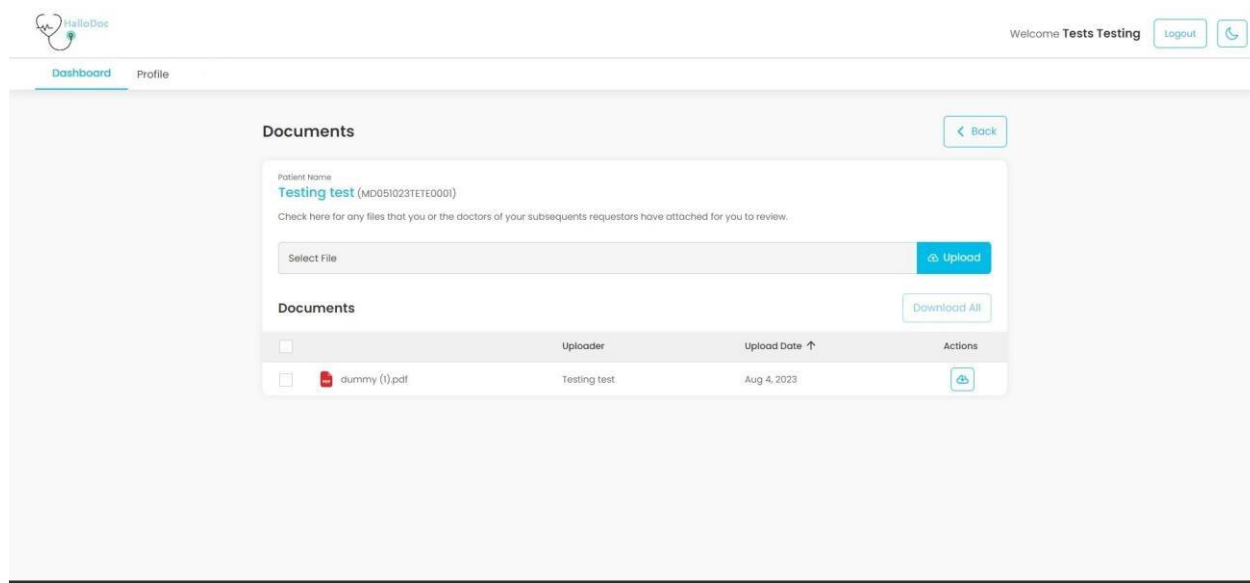 HalloDoc
Welcome Tests Testing Logout
Dashboard Profile
Documents Back
Patient Name
Testing test (MD051023TETE0001)
Check here for any files that you or the doctors of your subsequents requestors have attached for you to review.
Select File Upload
Documents Download All
Uploader Upload Date Actions
dummy (1).pdf Testing test Aug 4, 2023